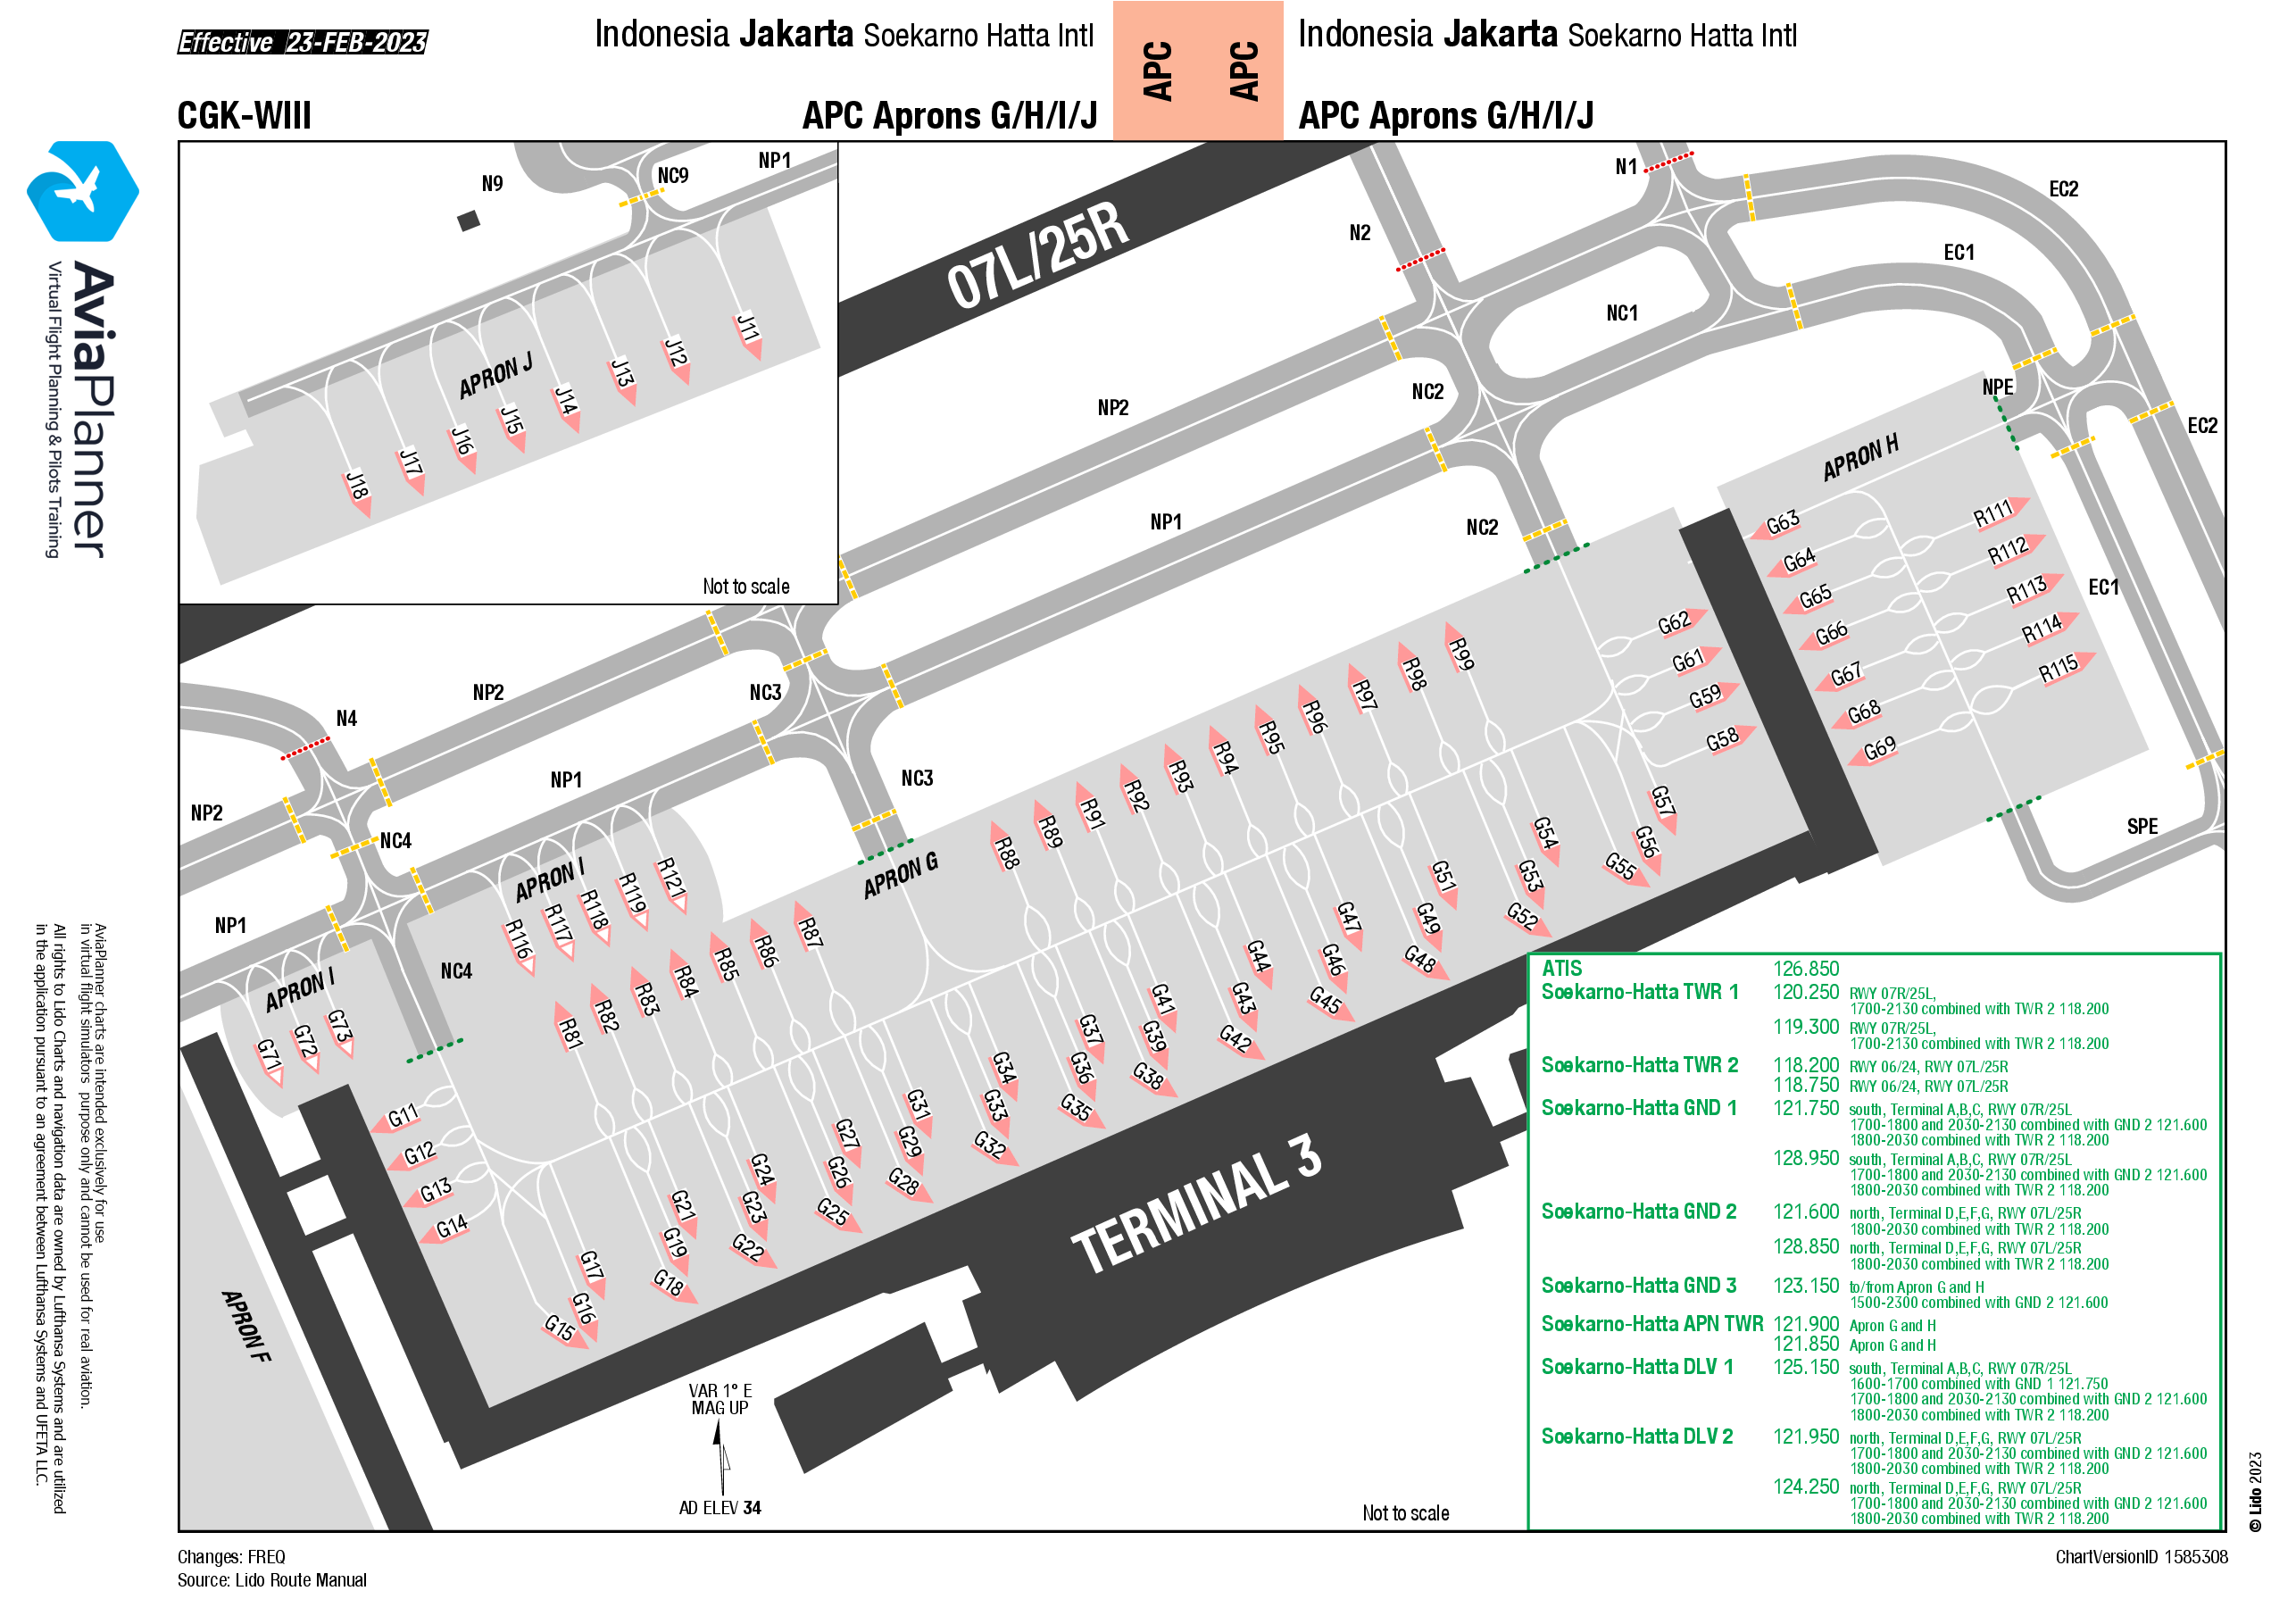 Effective 23-FEB-2023
Indonesia Jakarta Soekarno Hatta Intl
APC
APC
Indonesia Jakarta Soekarno Hatta Intl
CGK-WIII
APC Aprons G/H/I/J
APC Aprons G/H/I/J
AviaPlanner
Virtual Flight Planning & Pilots Training
N9
NC9
NP1
APRON J
J11
J12
J13
J14
J15
J16
J17
J18
Not to scale
07L/25R
N1
N2
EC2
EC1
NC1
NC2
NP2
NPE
EC2
NP1
NC2
APRON H
G63
G64
G65
G66
G67
G68
G69
R111
R112
R113
R114
R115
EC1
SPE
G62
G61
G59
G58
G57
G56
G55
G54
G53
G52
G51
G49
G48
G47
G46
G45
G44
G43
G42
G41
G39
G38
G37
G36
G35
G34
G33
G32
G31
G29
G28
G27
G26
G25
G24
G23
G22
G21
G19
G18
G17
G16
G15
G14
G13
G12
G11
R99
R98
R97
R96
R95
R94
R93
R92
R91
R89
R88
R87
R86
R85
R84
R83
R82
R81
APRON G
NC3
NC3
NP2
N4
NP2
NP1
NC4
NP1
NC4
APRON I
R116
R117
R118
R119
R121
APRON I
G71
G72
G73
APRON F
TERMINAL 3
VAR 1° E
MAG UP
AD ELEV 34
Not to scale
ATIS 126.850
Soekarno-Hatta TWR 1 120.250 RWY 07R/25L,
1700-2130 combined with TWR 2 118.200
119.300 RWY 07R/25L,
1700-2130 combined with TWR 2 118.200
Soekarno-Hatta TWR 2 118.200 RWY 06/24, RWY 07L/25R
118.750 RWY 06/24, RWY 07L/25R
Soekarno-Hatta GND 1 121.750 south, Terminal A,B,C, RWY 07R/25L
1700-1800 and 2030-2130 combined with GND 2 121.600
1800-2030 combined with TWR 2 118.200
128.950 south, Terminal A,B,C, RWY 07R/25L
1700-1800 and 2030-2130 combined with GND 2 121.600
1800-2030 combined with TWR 2 118.200
Soekarno-Hatta GND 2 121.600 north, Terminal D,E,F,G, RWY 07L/25R
1800-2030 combined with TWR 2 118.200
128.850 north, Terminal D,E,F,G, RWY 07L/25R
1800-2030 combined with TWR 2 118.200
Soekarno-Hatta GND 3 123.150 to/from Apron G and H
1500-2300 combined with GND 2 121.600
Soekarno-Hatta APN TWR 121.900 Apron G and H
121.850 Apron G and H
Soekarno-Hatta DLV 1 125.150 south, Terminal A,B,C, RWY 07R/25L
1600-1700 combined with GND 1 121.750
1700-1800 and 2030-2130 combined with GND 2 121.600
1800-2030 combined with TWR 2 118.200
Soekarno-Hatta DLV 2 121.950 north, Terminal D,E,F,G, RWY 07L/25R
1700-1800 and 2030-2130 combined with GND 2 121.600
1800-2030 combined with TWR 2 118.200
124.250 north, Terminal D,E,F,G, RWY 07L/25R
1700-1800 and 2030-2130 combined with GND 2 121.600
1800-2030 combined with TWR 2 118.200
AviaPlanner charts are intended exclusively for use
in virtual flight simulators purpose only and cannot be used for real aviation.
All rights to Lido Charts and navigation data are owned by Lufthansa Systems and are utilized
in the application pursuant to an agreement between Lufthansa Systems and UFETA LLC.
© Lido 2023
Changes: FREQ
Source: Lido Route Manual
ChartVersionID 1585308